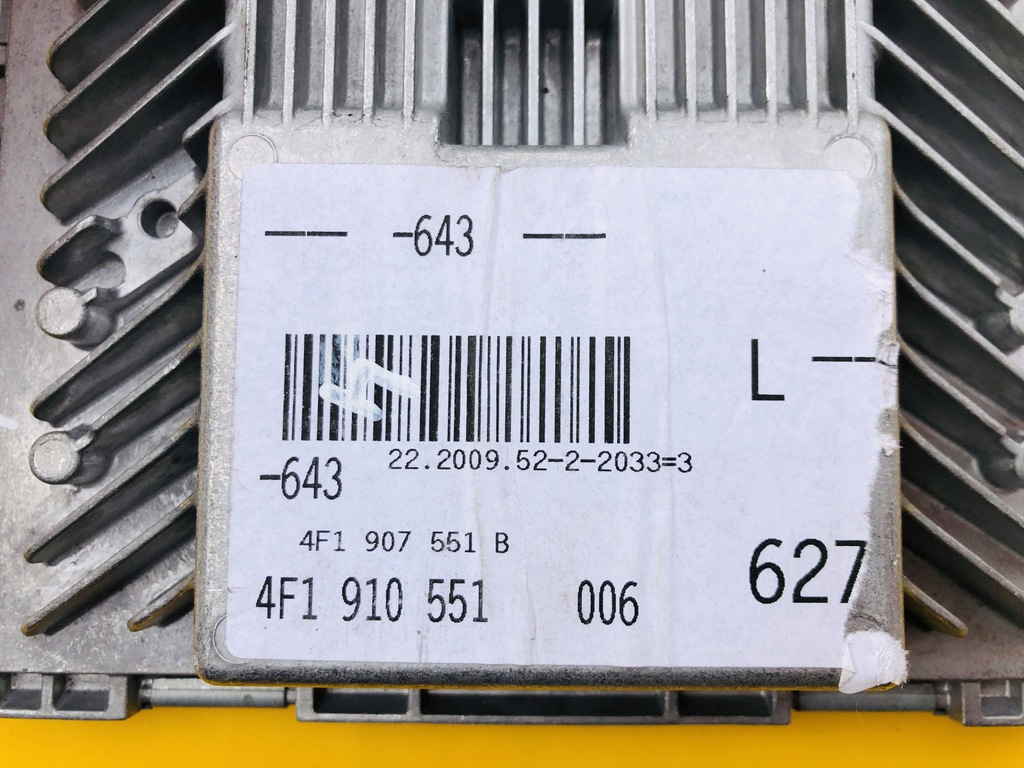 —— -643 ——
L ——
22.2009.52-2-2033=3
-643
4F1 907 551 B
4F1 910 551 006
627